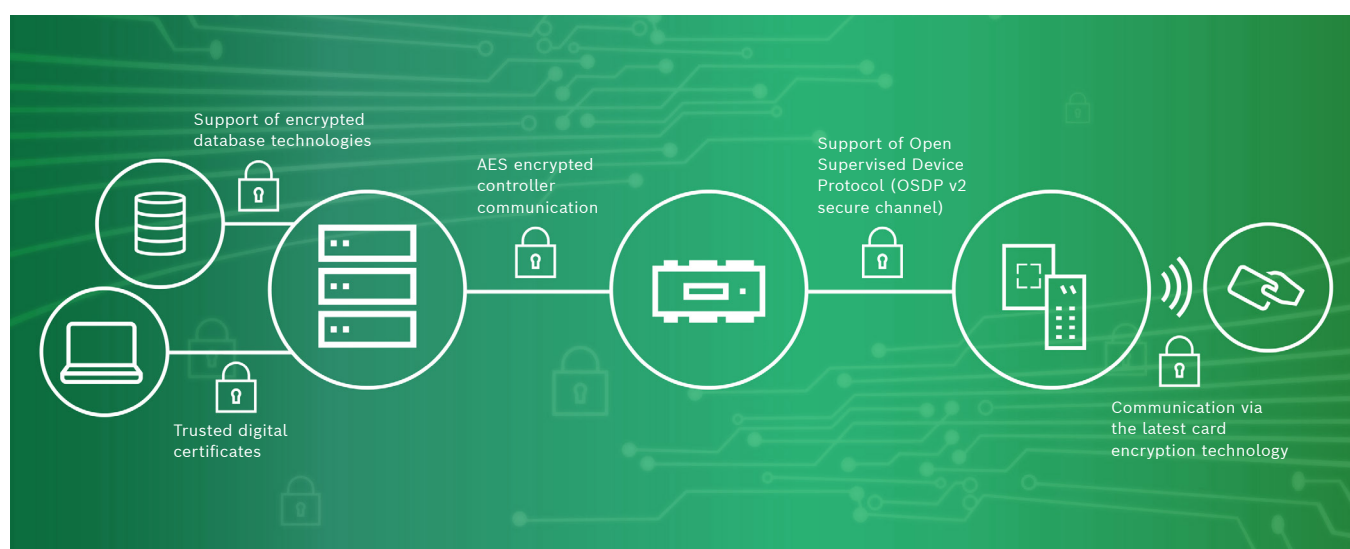 Support of encrypted
database technologies
AES encrypted
controller
communication
Support of Open
Supervised Device
Protocol (OSDP v2
secure channel)
Trusted digital
certificates
Communication via
the latest card
encryption technology